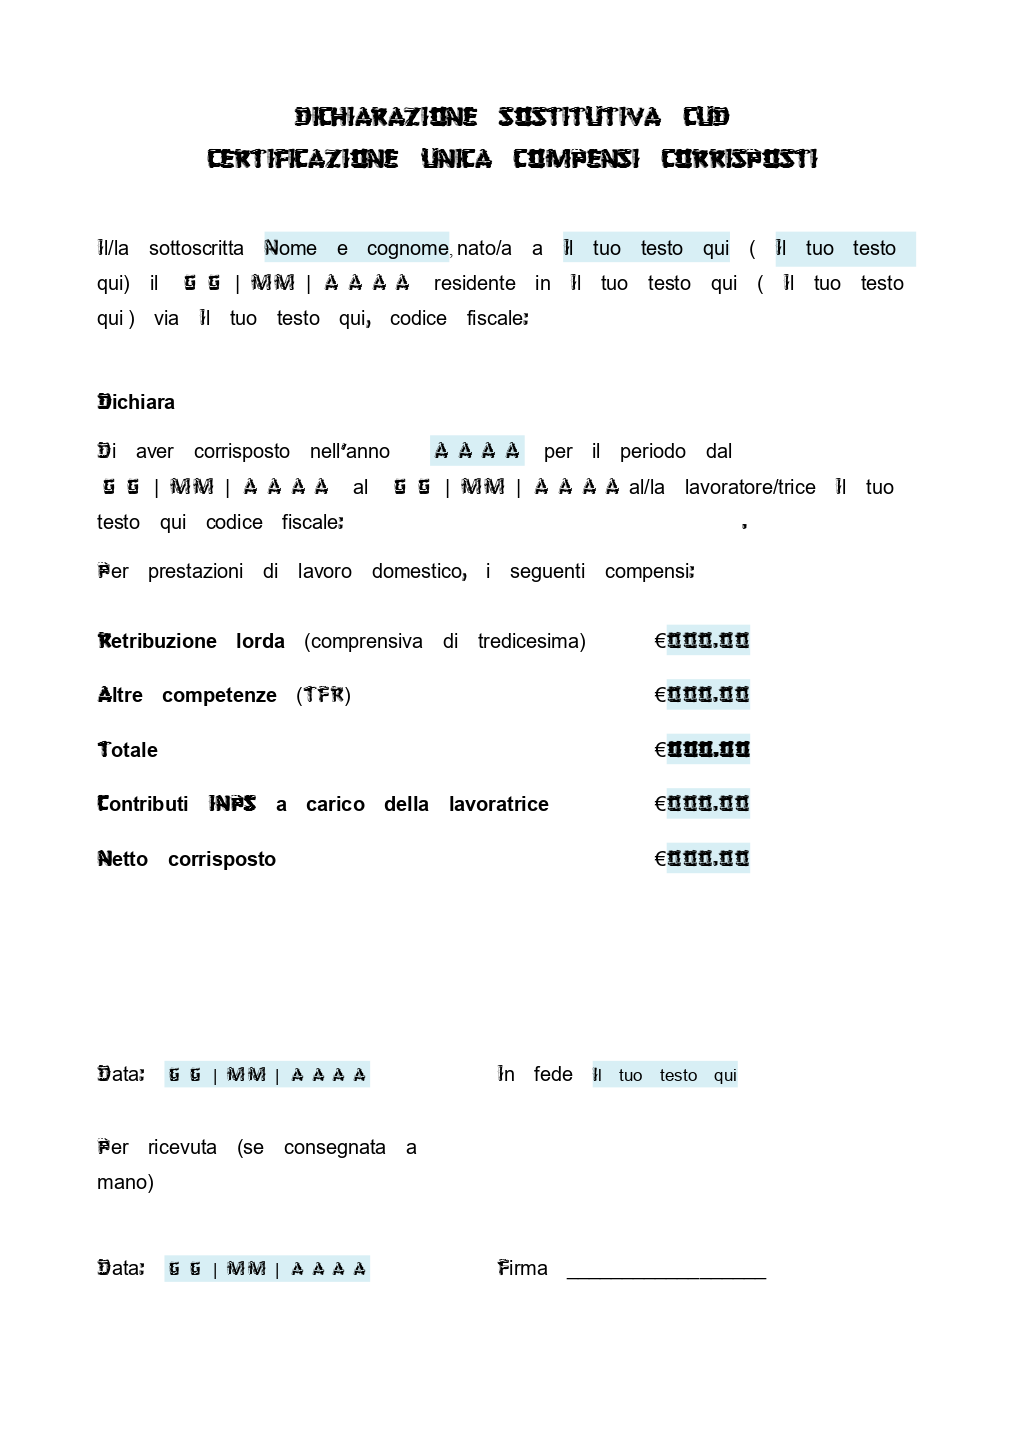 DICHIARAZIONE SOSTITUTIVA CUD
CERTIFICAZIONE UNICA COMPENSI CORRISPOSTI
Il/la sottoscritta Nome e cognome, nato/a a Il tuo testo qui ( Il tuo testo
qui) il G G | MM | A A A A residente in Il tuo testo qui ( Il tuo testo
qui ) via Il tuo testo qui, codice fiscale:
Dichiara
Di aver corrisposto nell'anno A A A A per il periodo dal
G G | MM | A A A A al G G | MM | A A A A al/la lavoratore/trice Il tuo
testo qui codice fiscale: ,
Per prestazioni di lavoro domestico, i seguenti compensi:
Retribuzione lorda (comprensiva di tredicesima) €000.00
Altre competenze (TFR) €000.00
Totale €000.00
Contributi INPS a carico della lavoratrice €000.00
Netto corrisposto €000.00
Data: G G | MM | A A A A In fede Il tuo testo qui
Per ricevuta (se consegnata a
mano)
Data: G G | MM | A A A A Firma __________________